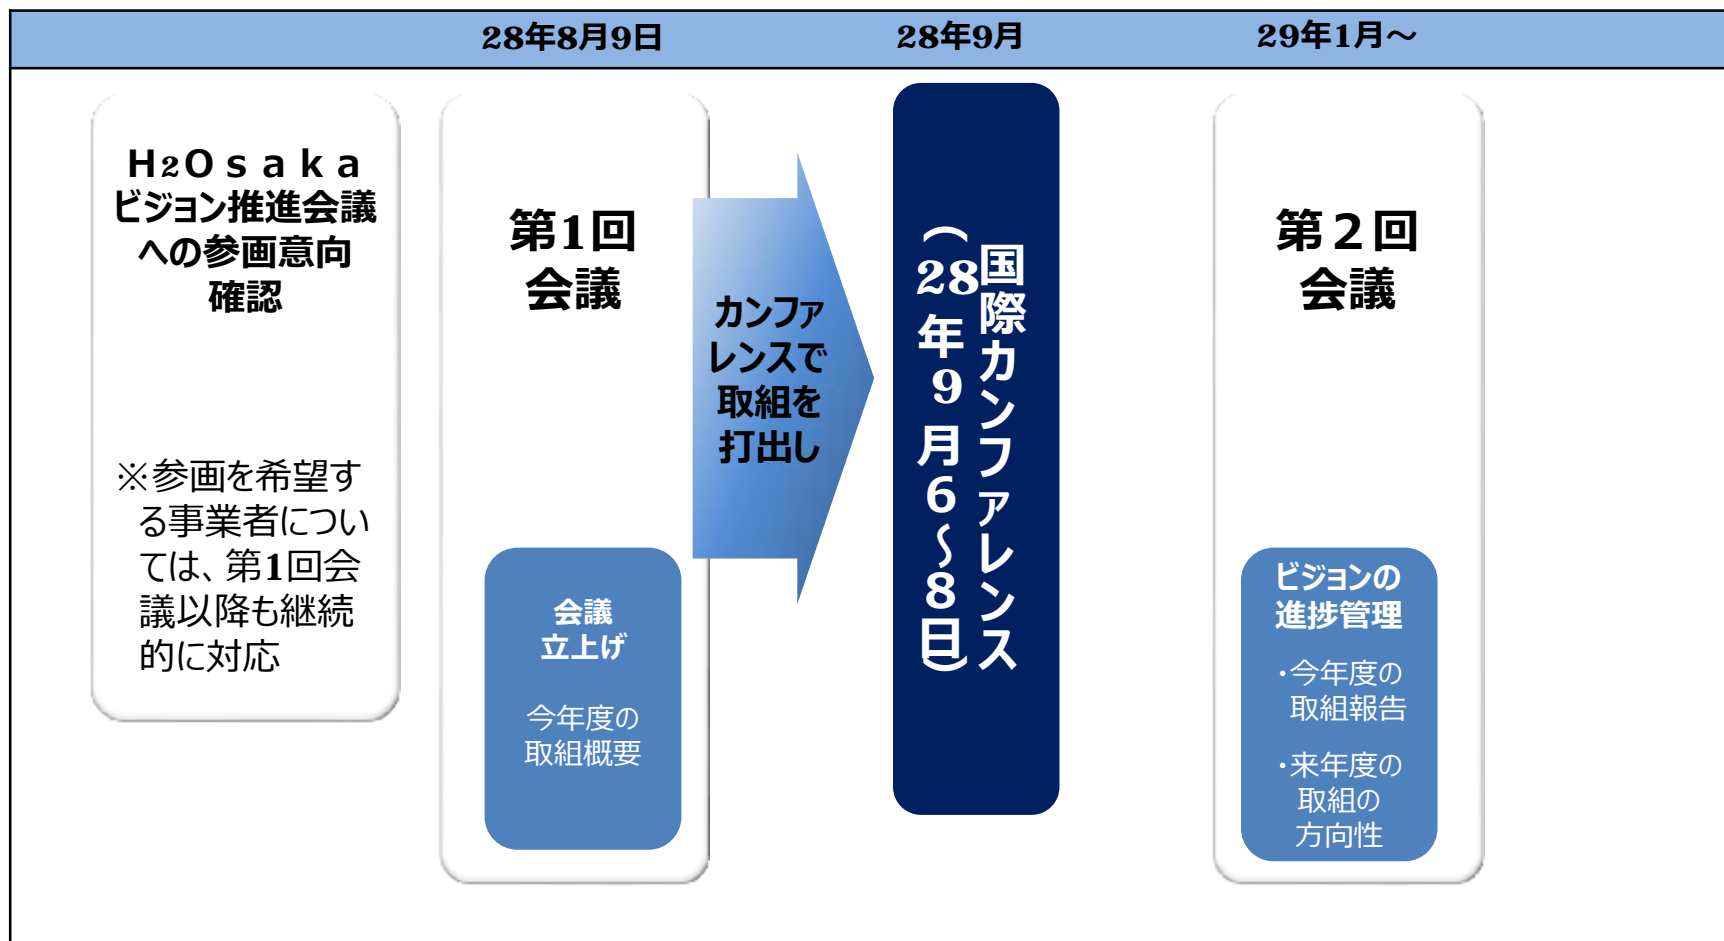 28年8月9日
28年9月
29年1月～
H2Osaka
ビジョン推進会議
への参画意向
確認
※参画を希望す
る事業者につい
ては、第1回会
議以降も継続
的に対応
第1回
会議
会議
立上げ
今年度の
取組概要
カンファ
レンスで
取組を
打出し
国際カンファレンス
（28年9月6～8日）
第２回
会議
ビジョンの
進捗管理
・今年度の
取組報告
・来年度の
取組の
方向性